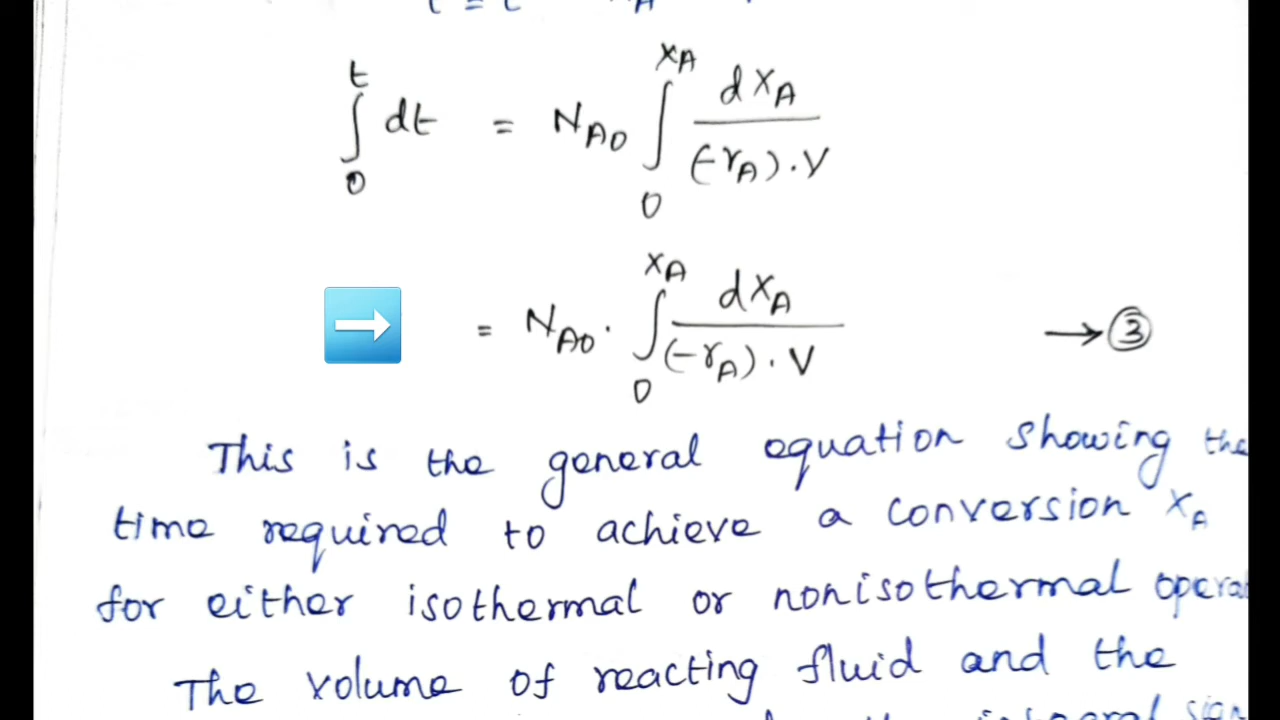 ∫₀ᵗ dt = N_A0 ∫₀^X_A dX_A / (-r_A).V
= N_A0 . ∫₀^X_A dX_A / (-r_A).V → ③
This is the general equation showing the
time required to achieve a conversion X_A
for either isothermal or nonisothermal
The volume of reacting fluid and the